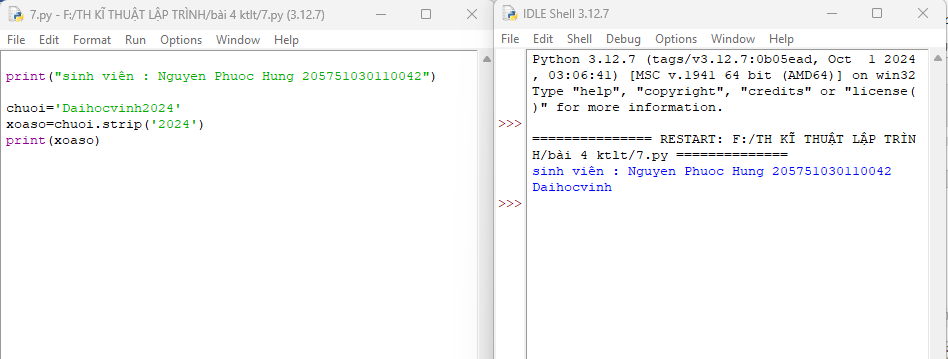 7.py - F:/TH KĨ THUẬT LẬP TRÌNH/bài 4 ktlt/7.py (3.12.7)
File Edit Format Run Options Window Help
print("sinh viên : Nguyen Phuoc Hung 205751030110042")
chuoi='Daihocvinh2024'
xoaso=chuoi.strip('2024')
print(xoaso)
IDLE Shell 3.12.7
File Edit Shell Debug Options Window Help
Python 3.12.7 (tags/v3.12.7:0b05ead, Oct  1 2024
, 03:06:41) [MSC v.1941 64 bit (AMD64)] on win32
Type "help", "copyright", "credits" or "license(
)" for more information.
>>>
=============== RESTART: F:/TH KĨ THUẬT LẬP TRÌN
H/bài 4 ktlt/7.py ==============
sinh viên : Nguyen Phuoc Hung 205751030110042
Daihocvinh
>>>